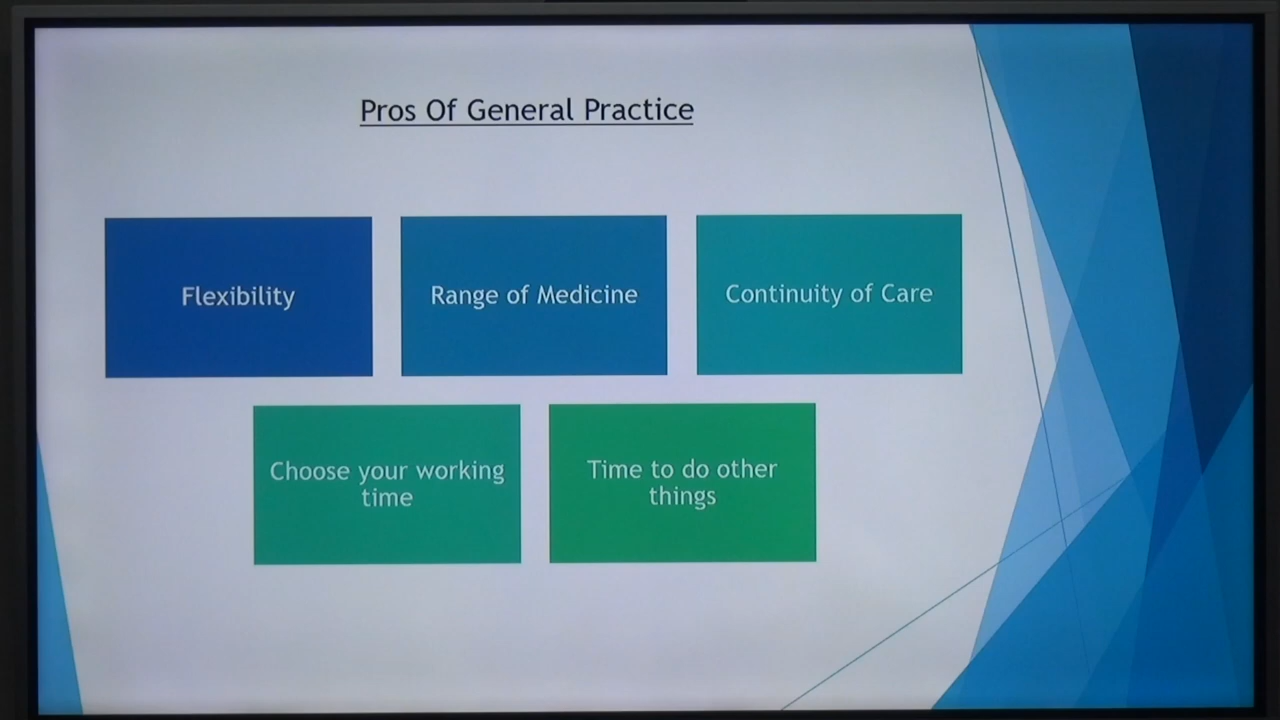 Pros Of General Practice
Flexibility
Range of Medicine
Continuity of Care
Choose your working
time
Time to do other
things